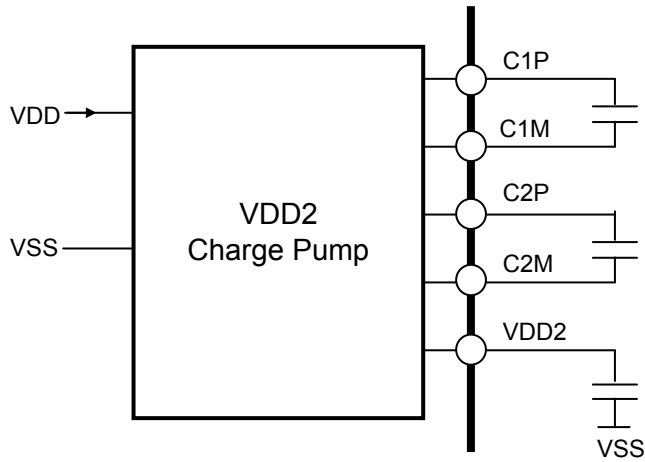 VDD
VSS
VDD2
Charge Pump
C1P
C1M
C2P
C2M
VDD2
VSS